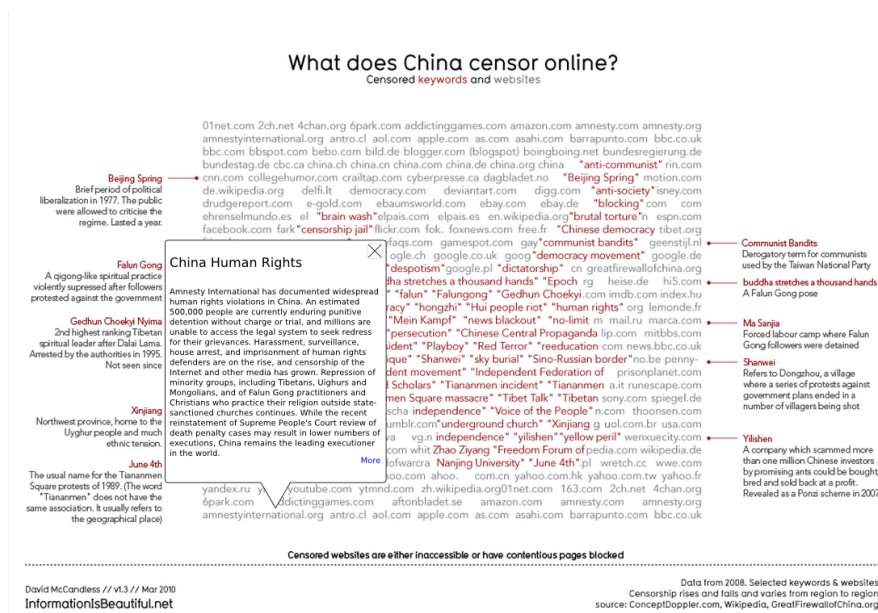 What does China censor online?
Censored keywords and websites
01net.com 2ch.net 4chan.org 6park.com addictinggames.com amazon.com amnesty.com amnesty.org
amnestyinternational.org antro.cl aol.com apple.com as.com asahi.com barrapunto.com bbc.co.uk
bbc.com bbspot.com bebo.com bild.de blogger.com (blogspot) boingboing.net bundesregierung.de
bundestag.de cbc.ca china.ch china.cn china.com china.de china.org china "anti-communist" rin.com
cnn.com collegehumor.com crailtap.com cyberpresse.ca dagbladet.no "Beijing Spring" motion.com
de.wikipedia.org delfi.lt democracy.com deviantart.com digg.com "anti-society"isney.com
drudgereport.com e-gold.com ebaumsworld.com ebay.com ebay.de "blocking" com com
ehrenselmundo.es el "brain wash"elpais.com elpais.es en.wikipedia.org"brutal torture"n espn.com
facebook.com fark"censorship jail"flickr.com fok. foxnews.com free.fr "Chinese democracy tibet.org
faqs.com gamespot.com gay"communist bandits" geenstijl.nl
ogle.ch google.co.uk goog"democracy movement" google.de
"despotism"google.pl "dictatorship" cn greatfirewallofchina.org
dha stretches a thousand hands" "Epoch rg heise.de hi5.com
"falun" "Falungong" "Gedhun Choekyi.com imdb.com index.hu
racy" "hongzhi" "Hui people riot" "human rights" org lemonde.fr
"Mein Kampf" "news blackout" "no-limit m mail.ru marca.com
"persecution" "Chinese Central Propaganda lip.com mitbbs.com
sident" "Playboy" "Red Terror" "reeducation com news.bbc.co.uk
ique" "Shanwei" "sky burial" "Sino-Russian border"no.be penny-
t movement" "Independent Federation of prisonplanet.com
d Scholars" "Tiananmen incident" "Tiananmen a.it runescape.com
men Square massacre" "Tibet Talk" "Tibetan sony.com spiegel.de
scha independence" "Voice of the People"n.com thoonsen.com
umblr.com"underground church" "Xinjiang g uol.com.br usa.com
va vg.n independence" "yilishen""yellow peril" wenxuecity.com
com whit Zhao Ziyang "Freedom Forum of pedia.com wikipedia.de
lofwarcra Nanjing University" "June 4th".pl wretch.cc wwe.com
oo.com ahoo. com.cn yahoo.com.hk yahoo.com.tw yahoo.fr
yandex.ru y youtube.com ytmnd.com zh.wikipedia.org01net.com 163.com 2ch.net 4chan.org
6park.com ddictinggames.com aftonbladet.se amazon.com amnesty.com amnesty.org
amnestyinternational.org antro.cl aol.com apple.com as.com asahi.com barrapunto.com bbc.co.uk
Beijing Spring
Brief period of political
liberalization in 1977. The public
were allowed to criticise the
regime. Lasted a year.
Falun Gong
A qigong-like spiritual practice
violently supressed after followers
protested against the government
Gedhun Choekyi Nyima
2nd highest ranking Tibetan
spiritual leader after Dalai Lama.
Arrested by the authorities in 1995.
Not seen since
Xinjiang
Northwest province, home to the
Uyghur people and much
ethnic tension.
June 4th
The usual name for the Tiananmen
Square protests of 1989. (The word
"Tiananmen" does not have the
same association. It usually refers to
the geographical place)
China Human Rights
Amnesty International has documented widespread
human rights violations in China. An estimated
500,000 people are currently enduring punitive
detention without charge or trial, and millions are
unable to access the legal system to seek redress
for their grievances. Harassment, surveillance,
house arrest, and imprisonment of human rights
defenders are on the rise, and censorship of the
Internet and other media has grown. Repression of
minority groups, including Tibetans, Uighurs and
Mongolians, and of Falun Gong practitioners and
Christians who practice their religion outside state-
sanctioned churches continues. While the recent
reinstatement of Supreme People's Court review of
death penalty cases may result in lower numbers of
executions, China remains the leading executioner
in the world.
More
Communist Bandits
Derogatory term for communists
used by the Taiwan National Party
buddha stretches a thousand hands
A Falun Gong pose
Ma Sanjia
Forced labour camp where Falun
Gong followers were detained
Shanwei
Refers to Dongzhou, a village
where a series of protests against
government plans ended in a
number of villagers being shot
Yilishen
A company which scammed more
than one million Chinese investors
by promising ants could be bought,
bred and sold back at a profit.
Revealed as a Ponzi scheme in 2007
Censored websites are either inaccessible or have contentious pages blocked
David McCandless // v1.3 // Mar 2010
InformationIsBeautiful.net
Data from 2008. Selected keywords & websites
Censorship rises and falls and varies from region to region
source: ConceptDoppler.com, Wikipedia, GreatFirewallofChina.org